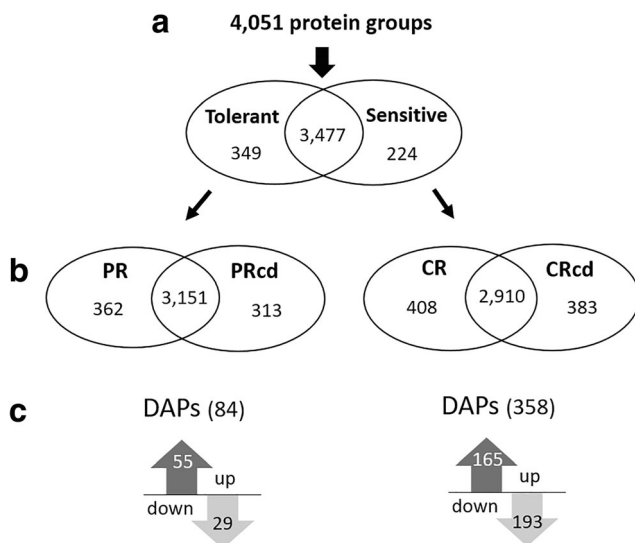 a
4,051 protein groups
Tolerant
349
3,477
Sensitive
224
b
PR
362
3,151
PRcd
313
CR
408
2,910
CRcd
383
c
DAPs (84)
55
up
down
29
DAPs (358)
165
up
down
193